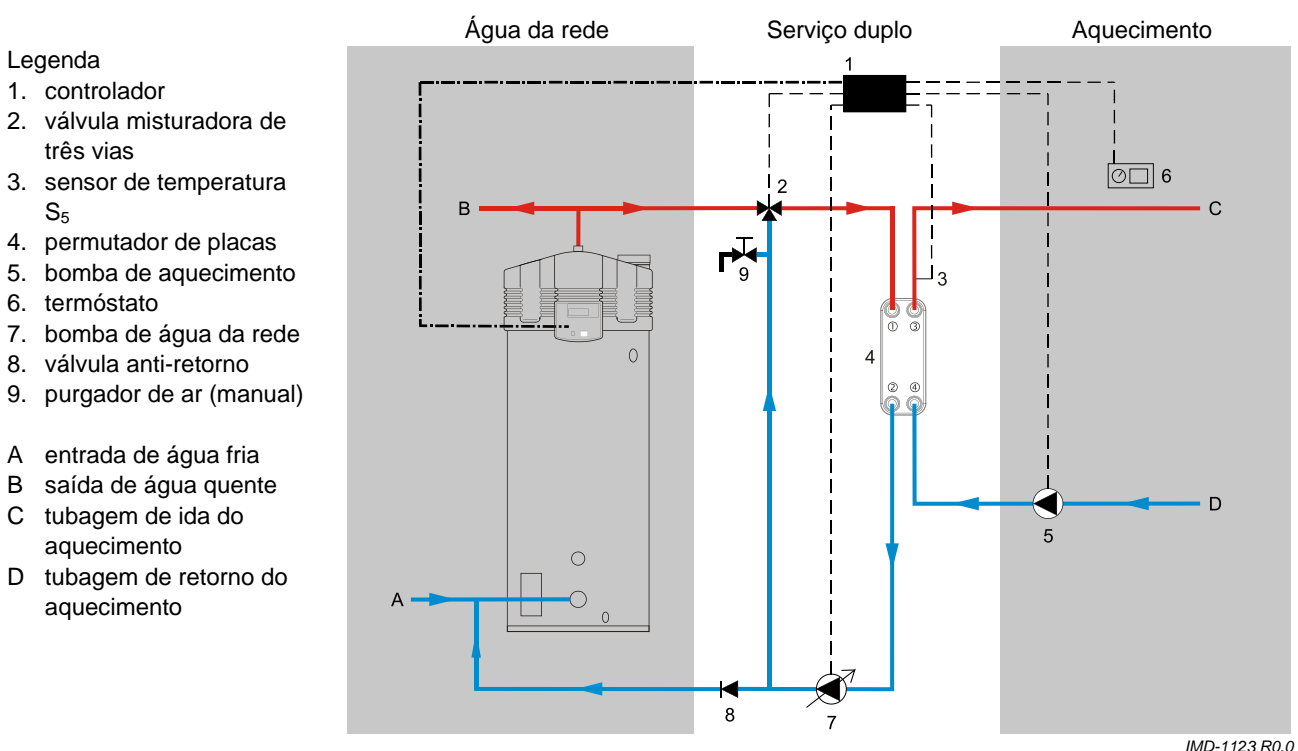 Água da rede
Serviço duplo
Aquecimento
Legenda
1. controlador
2. válvula misturadora de
três vias
3. sensor de temperatura
S5
4. permutador de placas
5. bomba de aquecimento
6. termóstato
7. bomba de água da rede
8. válvula anti-retorno
9. purgador de ar (manual)
A entrada de água fria
B saída de água quente
C tubagem de ida do
aquecimento
D tubagem de retorno do
aquecimento
1
6
2
B
C
9
3
① ③
4
② ④
D
5
A
8
7
IMD-1123 R0.0